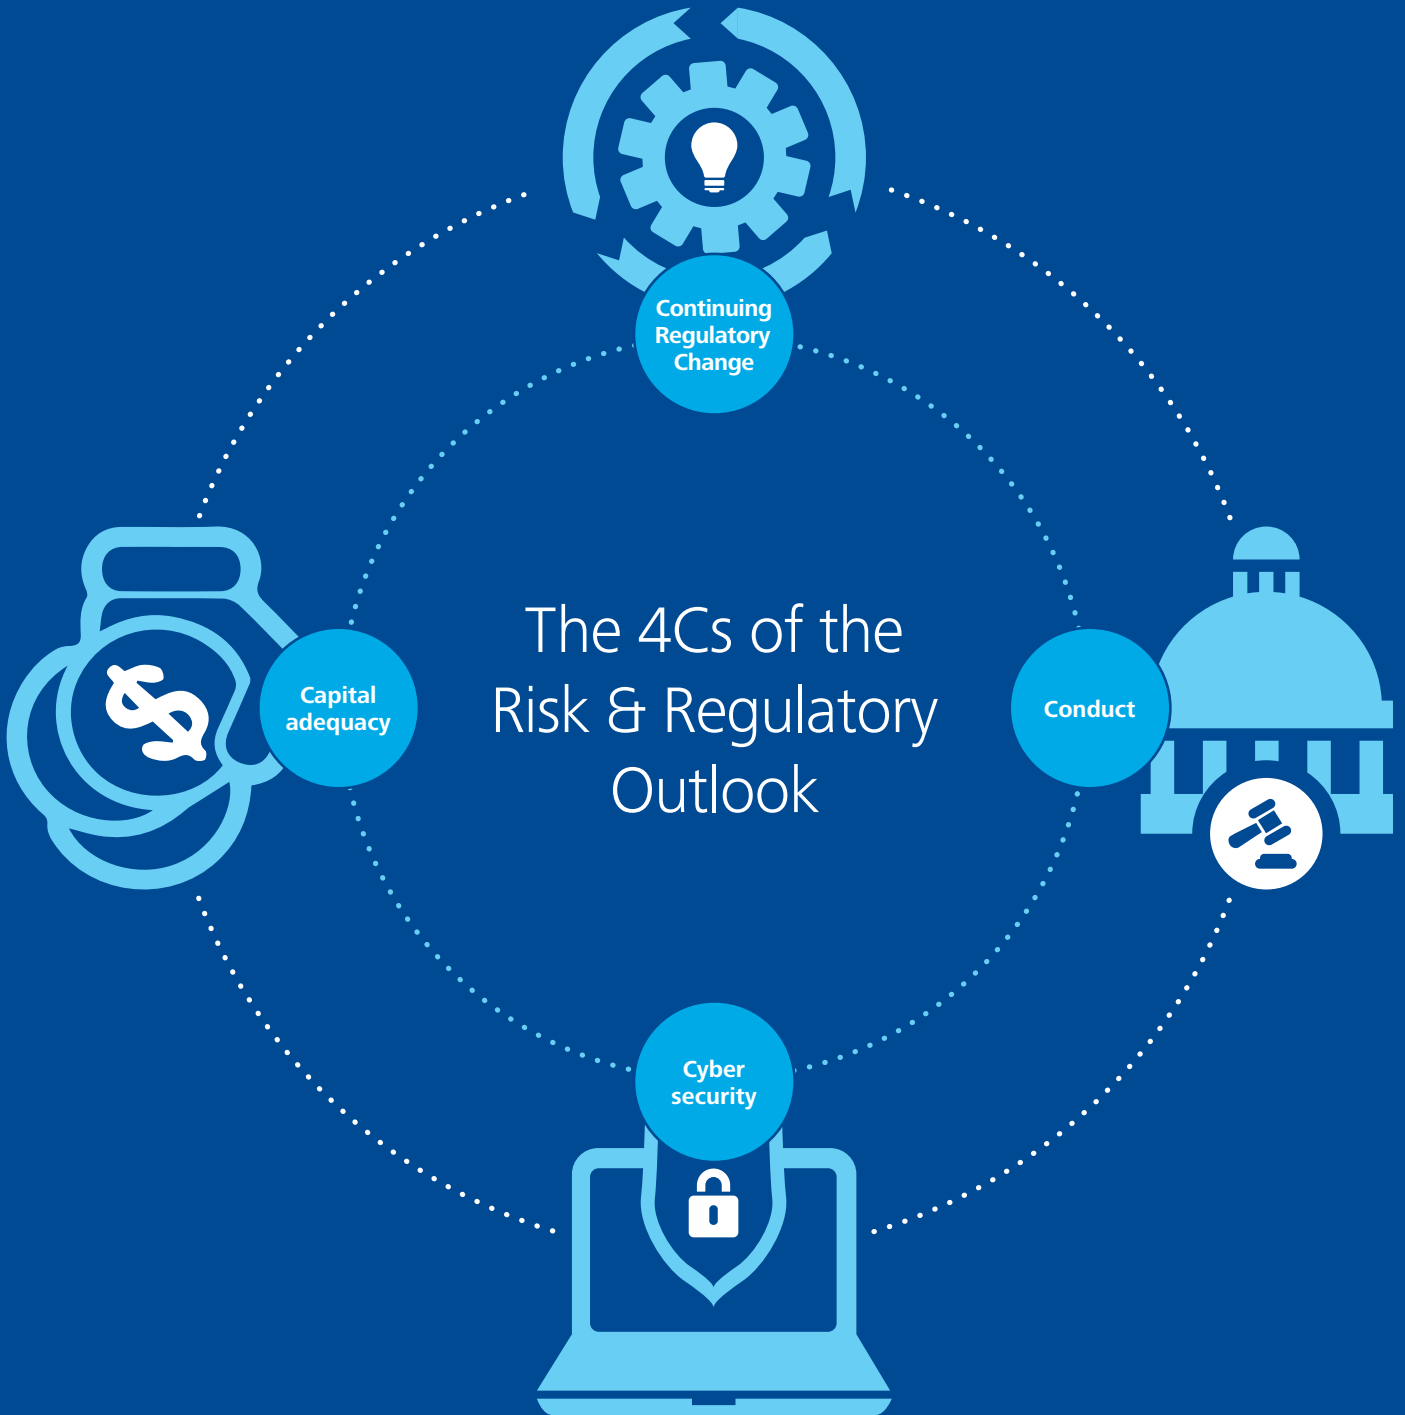 Continuing
Regulatory
Change
The 4Cs of the
Risk & Regulatory
Outlook
Capital
adequacy
Conduct
Cyber
security